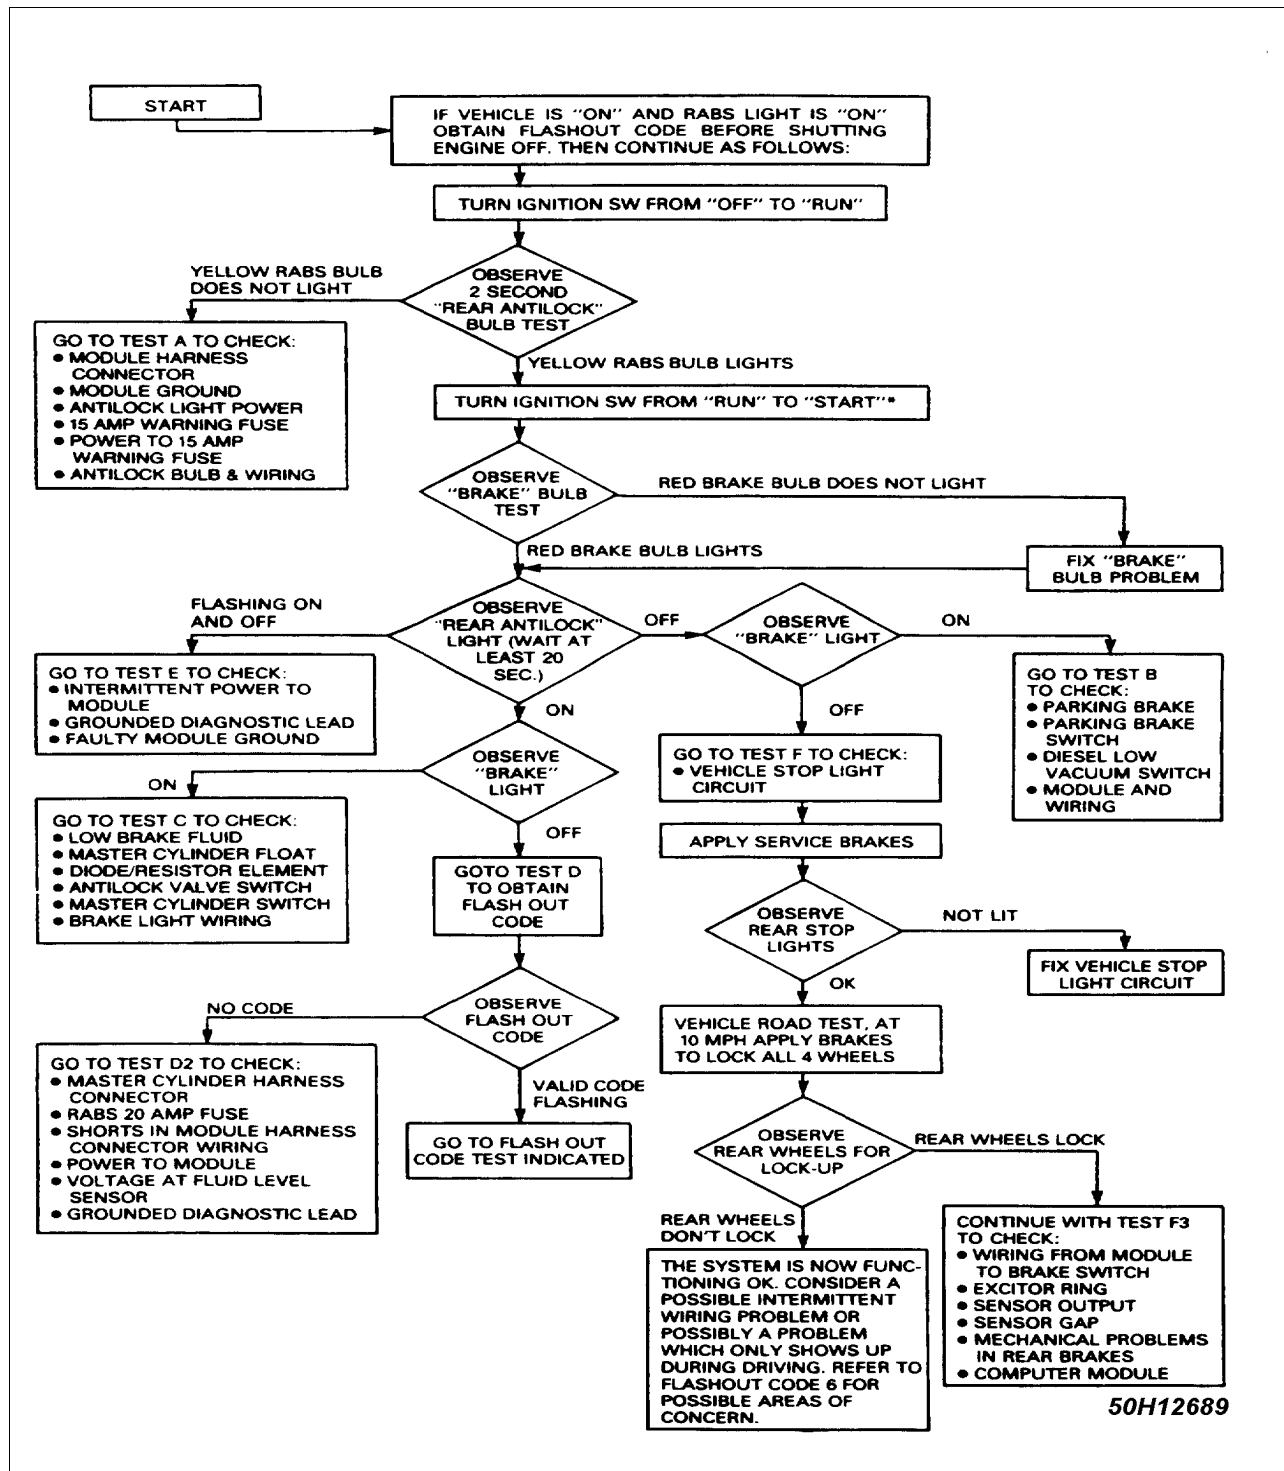 START
IF VEHICLE IS "ON" AND RABS LIGHT IS "ON"
OBTAIN FLASHOUT CODE BEFORE SHUTTING
ENGINE OFF. THEN CONTINUE AS FOLLOWS:
TURN IGNITION SW FROM "OFF" TO "RUN"
YELLOW RABS BULB
DOES NOT LIGHT
OBSERVE
2 SECOND
"REAR ANTILOCK"
BULB TEST
GO TO TEST A TO CHECK:
● MODULE HARNESS
CONNECTOR
● MODULE GROUND
● ANTILOCK LIGHT POWER
● 15 AMP WARNING FUSE
● POWER TO 15 AMP
WARNING FUSE
● ANTILOCK BULB & WIRING
YELLOW RABS BULB LIGHTS
TURN IGNITION SW FROM "RUN" TO "START"*
OBSERVE
"BRAKE" BULB
TEST
RED BRAKE BULB DOES NOT LIGHT
RED BRAKE BULB LIGHTS
FIX "BRAKE"
BULB PROBLEM
FLASHING ON
AND OFF
OBSERVE
"REAR ANTILOCK"
LIGHT (WAIT AT
LEAST 20
SEC.)
OFF
OBSERVE
"BRAKE" LIGHT
ON
GO TO TEST E TO CHECK:
● INTERMITTENT POWER TO
MODULE
● GROUNDED DIAGNOSTIC LEAD
● FAULTY MODULE GROUND
ON
OFF
GO TO TEST B
TO CHECK:
● PARKING BRAKE
● PARKING BRAKE
SWITCH
● DIESEL LOW
VACUUM SWITCH
● MODULE AND
WIRING
OBSERVE
"BRAKE"
LIGHT
GO TO TEST F TO CHECK:
● VEHICLE STOP LIGHT
CIRCUIT
ON
GO TO TEST C TO CHECK:
● LOW BRAKE FLUID
● MASTER CYLINDER FLOAT
● DIODE/RESISTOR ELEMENT
● ANTILOCK VALVE SWITCH
● MASTER CYLINDER SWITCH
● BRAKE LIGHT WIRING
OFF
APPLY SERVICE BRAKES
GOTO TEST D
TO OBTAIN
FLASH OUT
CODE
OBSERVE
REAR STOP
LIGHTS
NOT LIT
FIX VEHICLE STOP
LIGHT CIRCUIT
OK
NO CODE
OBSERVE
FLASH OUT
CODE
VEHICLE ROAD TEST, AT
10 MPH APPLY BRAKES
TO LOCK ALL 4 WHEELS
GO TO TEST D2 TO CHECK:
● MASTER CYLINDER HARNESS
CONNECTOR
● RABS 20 AMP FUSE
● SHORTS IN MODULE HARNESS
CONNECTOR WIRING
● POWER TO MODULE
● VOLTAGE AT FLUID LEVEL
SENSOR
● GROUNDED DIAGNOSTIC LEAD
VALID CODE
FLASHING
GO TO FLASH OUT
CODE TEST INDICATED
OBSERVE
REAR WHEELS FOR
LOCK-UP
REAR WHEELS LOCK
REAR WHEELS
DON'T LOCK
THE SYSTEM IS NOW FUNC-
TIONING OK. CONSIDER A
POSSIBLE INTERMITTENT
WIRING PROBLEM OR
POSSIBLY A PROBLEM
WHICH ONLY SHOWS UP
DURING DRIVING. REFER TO
FLASHOUT CODE 6 FOR
POSSIBLE AREAS OF
CONCERN.
CONTINUE WITH TEST F3
TO CHECK:
● WIRING FROM MODULE
TO BRAKE SWITCH
● EXCITOR RING
● SENSOR OUTPUT
● SENSOR GAP
● MECHANICAL PROBLEMS
IN REAR BRAKES
● COMPUTER MODULE
50H12689